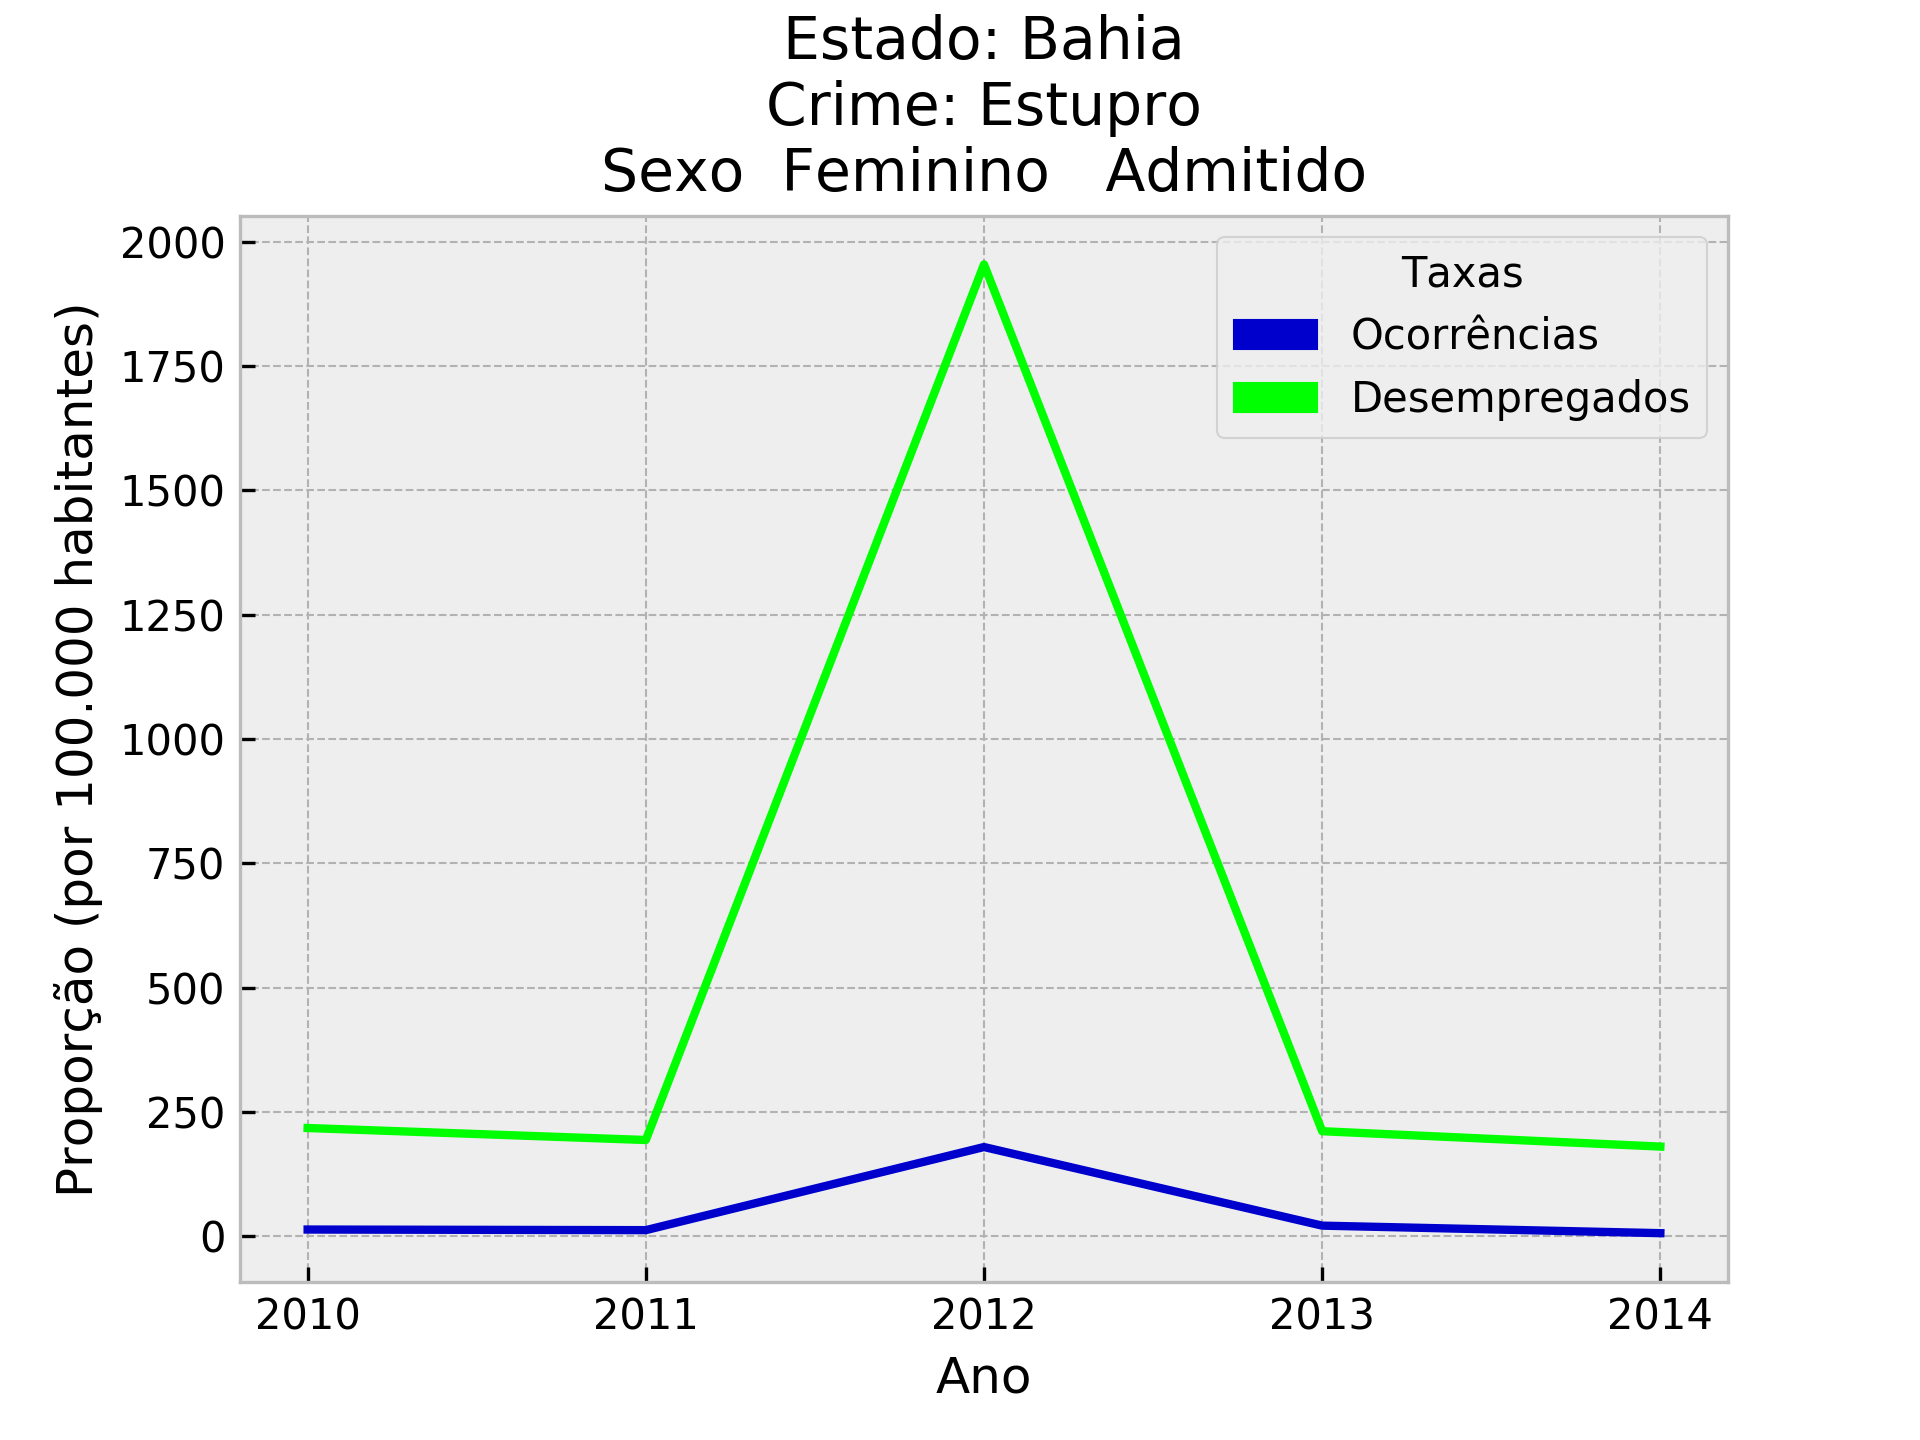 Estado: Bahia
Crime: Estupro
Sexo  Feminino   Admitido
Proporção (por 100.000 habitantes)
2000
1750
1500
1250
1000
750
500
250
0
Taxas
Ocorrências
Desempregados
2010 2011 2012 2013 2014
Ano